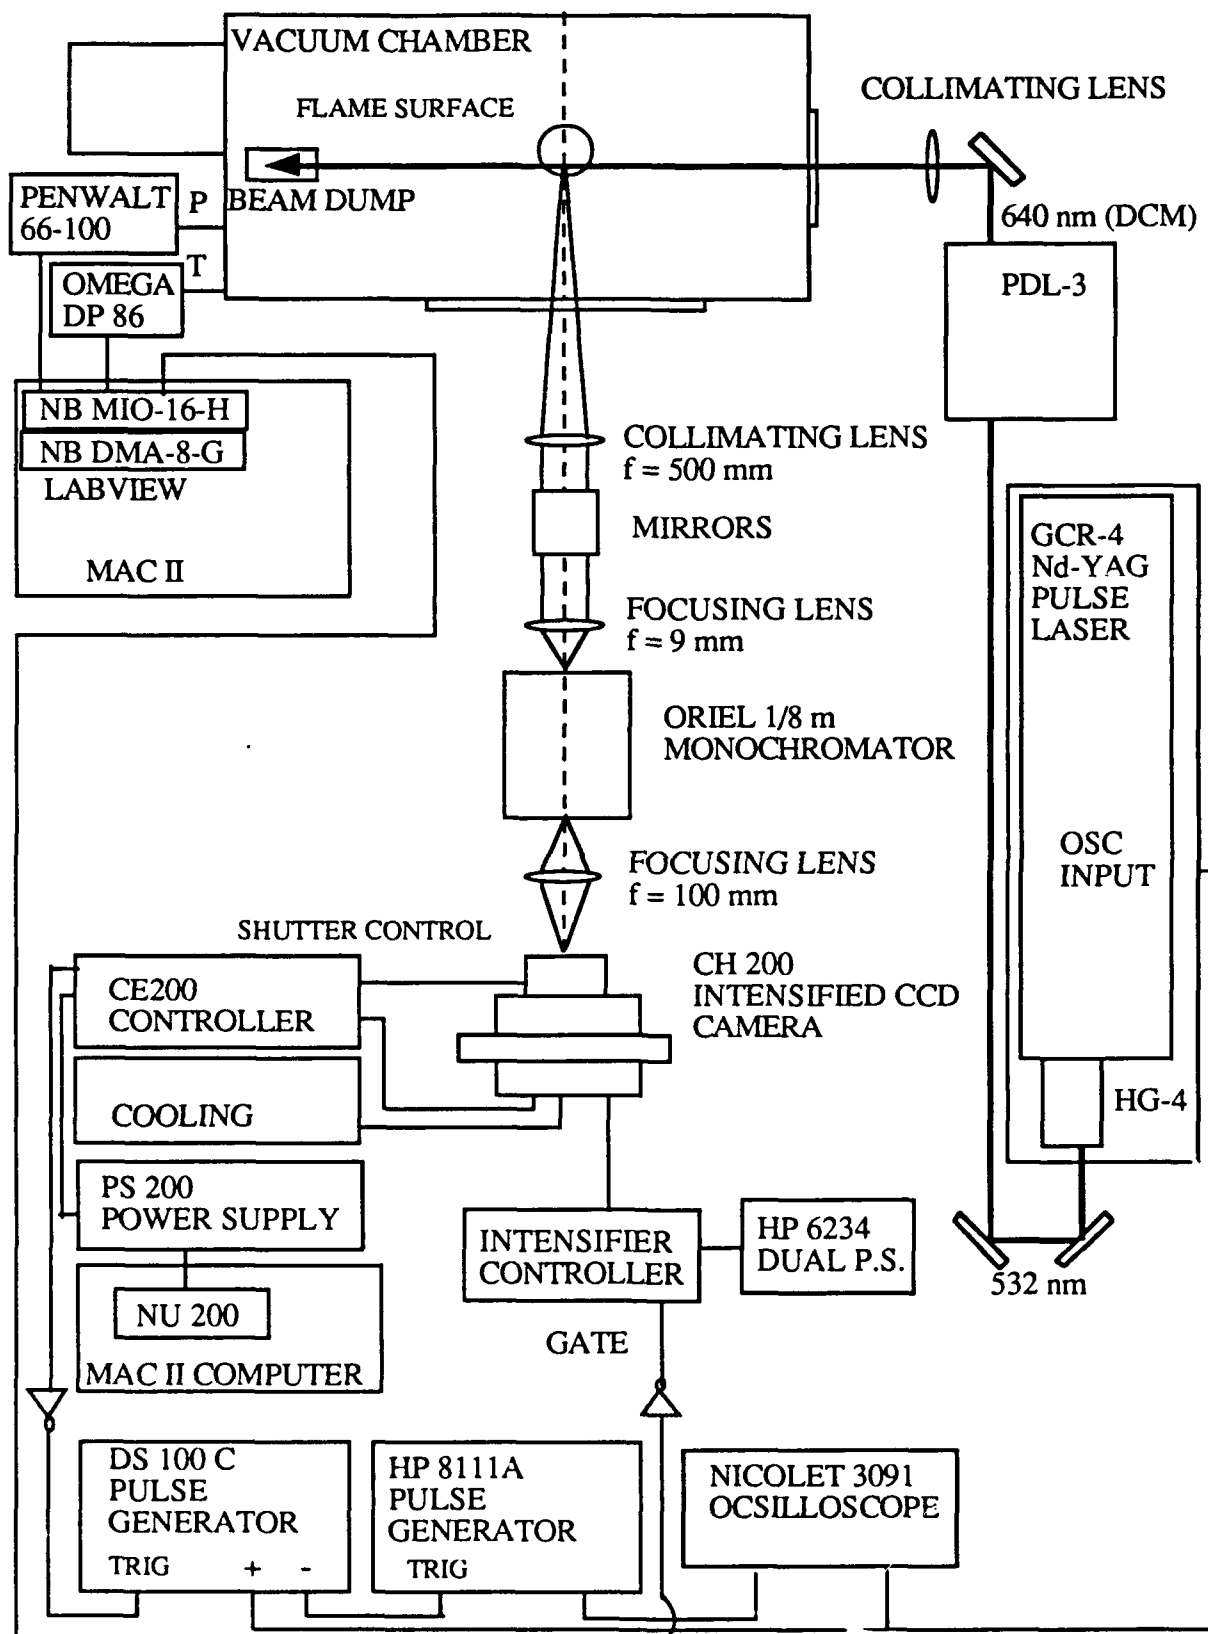 VACUUM CHAMBER
COLLIMATING LENS
FLAME SURFACE
PENWALT
66-100
P
BEAM DUMP
640 nm (DCM)
T
OMEGA
DP 86
PDL-3
NB MIO-16-H
NB DMA-8-G
LABVIEW
MAC II
COLLIMATING LENS
f = 500 mm
MIRRORS
GCR-4
Nd-YAG
PULSE
LASER
FOCUSING LENS
f = 9 mm
ORIEL 1/8 m
MONOCHROMATOR
OSC
INPUT
FOCUSING LENS
f = 100 mm
SHUTTER CONTROL
CE200
CONTROLLER
CH 200
INTENSIFIED CCD
CAMERA
COOLING
HG-4
PS 200
POWER SUPPLY
INTENSIFIER
CONTROLLER
HP 6234
DUAL P.S.
532 nm
NU 200
MAC II COMPUTER
GATE
DS 100 C
PULSE
GENERATOR
TRIG + -
HP 8111A
PULSE
GENERATOR
TRIG
NICOLET 3091
OCSILLOSCOPE